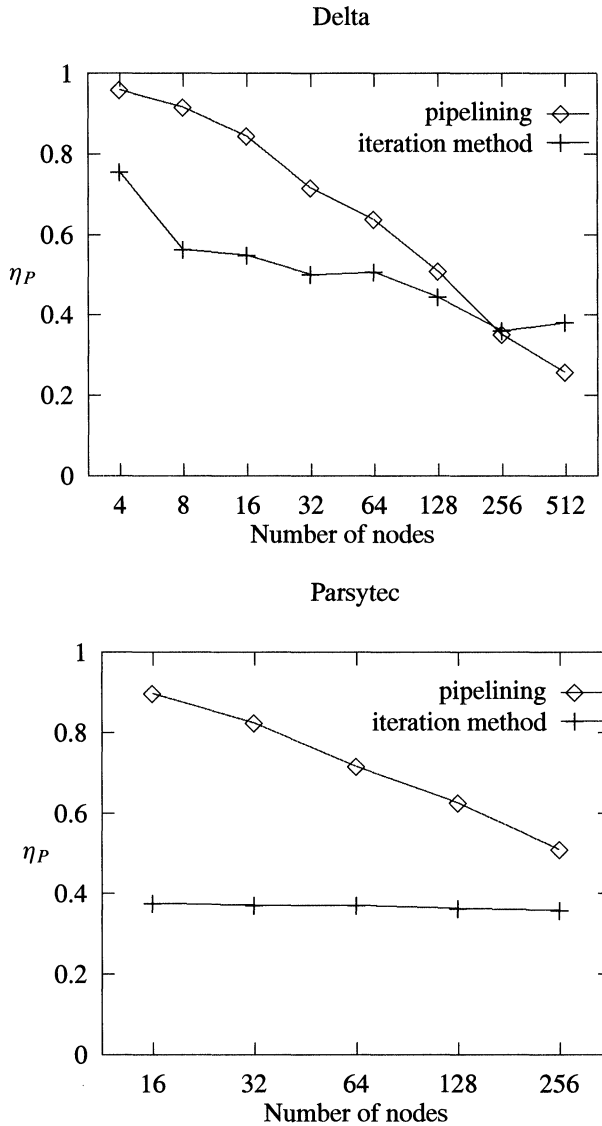 Delta
1
pipelining
iteration method
0.8
0.6
ηP
0.4
0.2
0
4 8 16 32 64 128 256 512
Number of nodes
Parsytec
1
pipelining
iteration method
0.8
0.6
ηP
0.4
0.2
0
16 32 64 128 256
Number of nodes